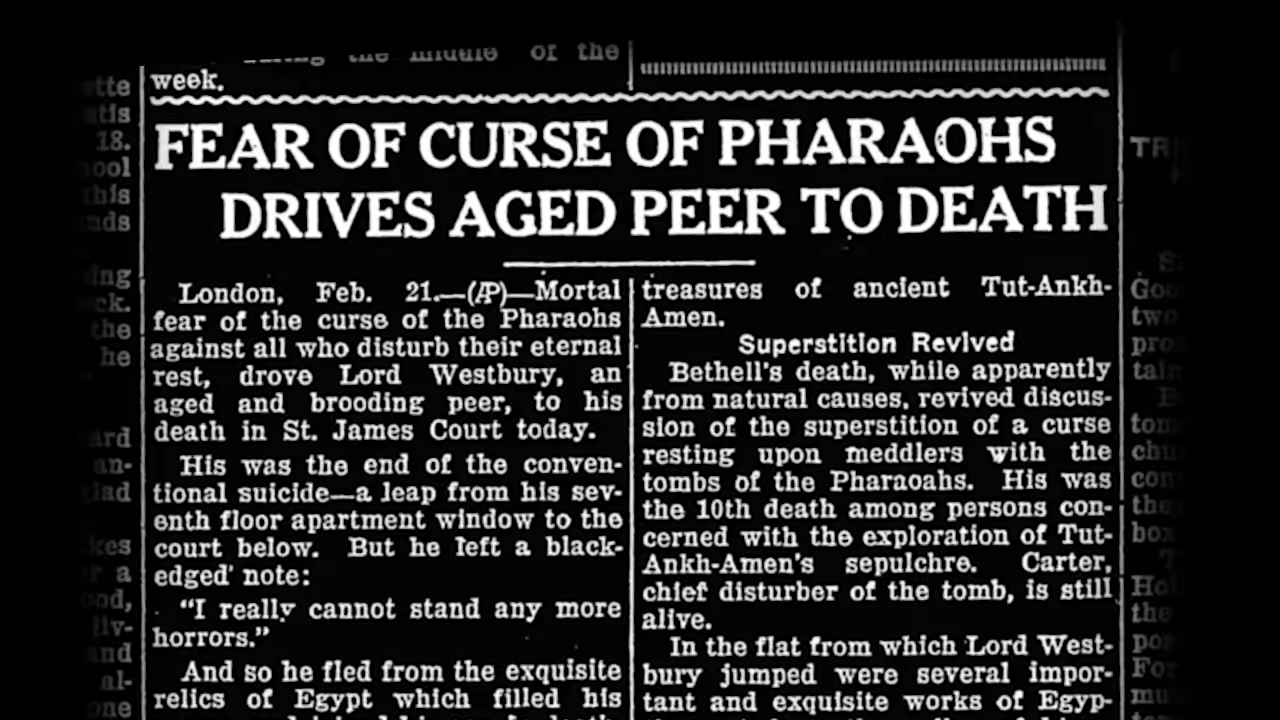 during the middle of the
week.
FEAR OF CURSE OF PHARAOHS
DRIVES AGED PEER TO DEATH
London, Feb. 21.—(AP)—Mortal
fear of the curse of the Pharaohs
against all who disturb their eternal
rest, drove Lord Westbury, an
aged and brooding peer, to his
death in St. James Court today.
His was the end of the conven-
tional suicide—a leap from his sev-
enth floor apartment window to the
court below. But he left a black-
edged note:
"I really cannot stand any more
horrors."
And so he fled from the exquisite
relics of Egypt which filled his
treasures of ancient Tut-Ankh-
Amen.
Superstition Revived
Bethell's death, while apparently
from natural causes, revived discus-
sion of the superstition of a curse
resting upon meddlers with the
tombs of the Pharaoahs. His was
the 10th death among persons con-
cerned with the exploration of Tut-
Ankh-Amen's sepulchre. Carter,
chief disturber of the tomb, is still
alive.
In the flat from which Lord West-
bury jumped were several impor-
tant and exquisite works of Egyp-